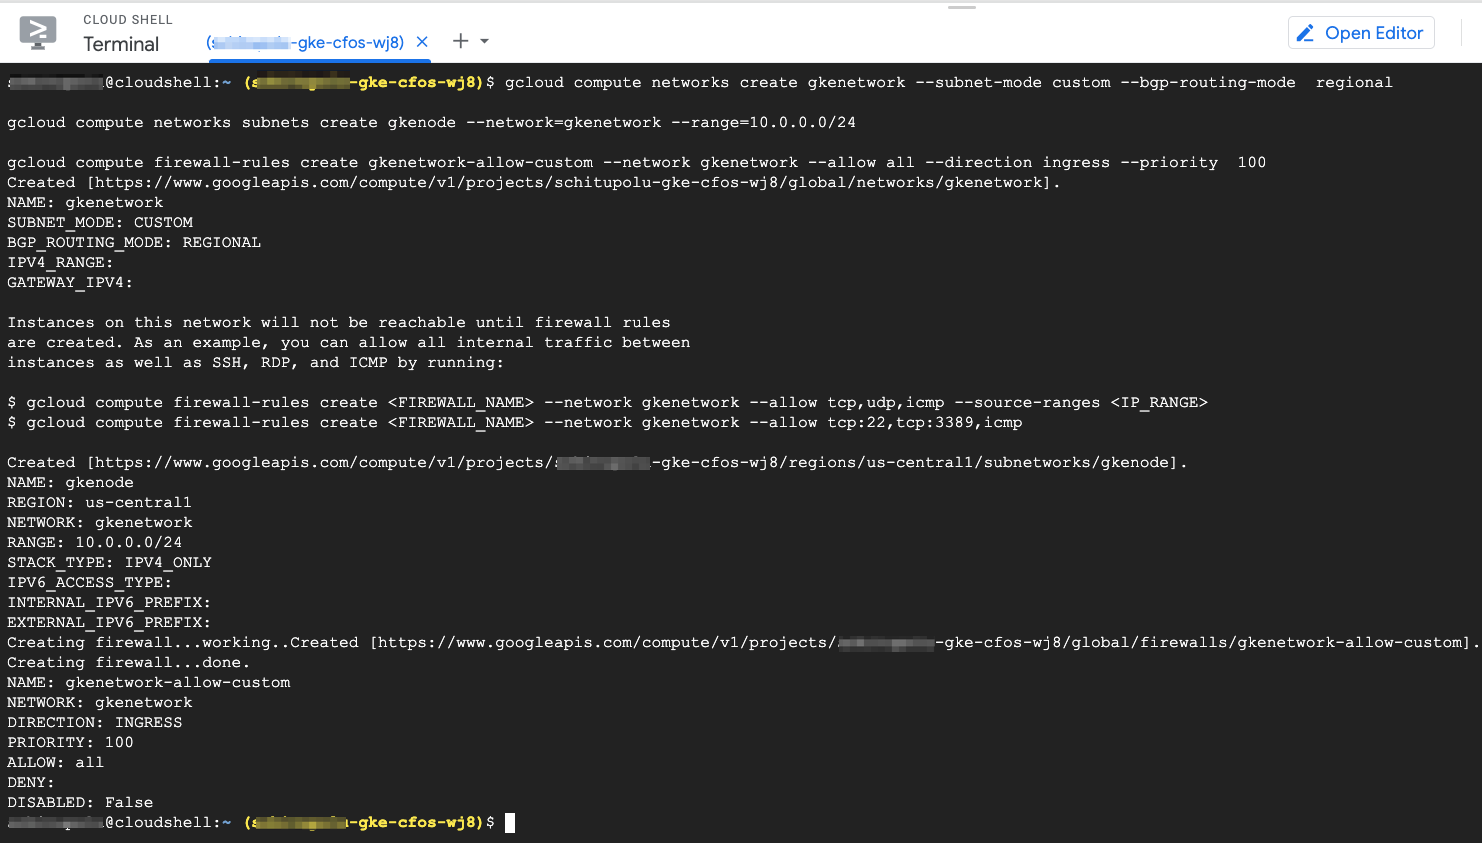 CLOUD SHELL
Terminal
-gke-cfos-wj8)
Open Editor
@cloudshell:~ -gke-cfos-wj8)$ gcloud compute networks create gkenetwork --subnet-mode custom --bgp-routing-mode  regional
gcloud compute networks subnets create gkenode --network=gkenetwork --range=10.0.0.0/24
gcloud compute firewall-rules create gkenetwork-allow-custom --network gkenetwork --allow all --direction ingress --priority  100
Created [https://www.googleapis.com/compute/v1/projects/schitupolu-gke-cfos-wj8/global/networks/gkenetwork].
NAME: gkenetwork
SUBNET_MODE: CUSTOM
BGP_ROUTING_MODE: REGIONAL
IPV4_RANGE:
GATEWAY_IPV4:
Instances on this network will not be reachable until firewall rules
are created. As an example, you can allow all internal traffic between
instances as well as SSH, RDP, and ICMP by running:
$ gcloud compute firewall-rules create <FIREWALL_NAME> --network gkenetwork --allow tcp,udp,icmp --source-ranges <IP_RANGE>
$ gcloud compute firewall-rules create <FIREWALL_NAME> --network gkenetwork --allow tcp:22,tcp:3389,icmp
Created [https://www.googleapis.com/compute/v1/projects/ -gke-cfos-wj8/regions/us-central1/subnetworks/gkenode].
NAME: gkenode
REGION: us-central1
NETWORK: gkenetwork
RANGE: 10.0.0.0/24
STACK_TYPE: IPV4_ONLY
IPV6_ACCESS_TYPE:
INTERNAL_IPV6_PREFIX:
EXTERNAL_IPV6_PREFIX:
Creating firewall...working..Created [https://www.googleapis.com/compute/v1/projects/ -gke-cfos-wj8/global/firewalls/gkenetwork-allow-custom].
Creating firewall...done.
NAME: gkenetwork-allow-custom
NETWORK: gkenetwork
DIRECTION: INGRESS
PRIORITY: 100
ALLOW: all
DENY:
DISABLED: False
@cloudshell:~ -gke-cfos-wj8)$